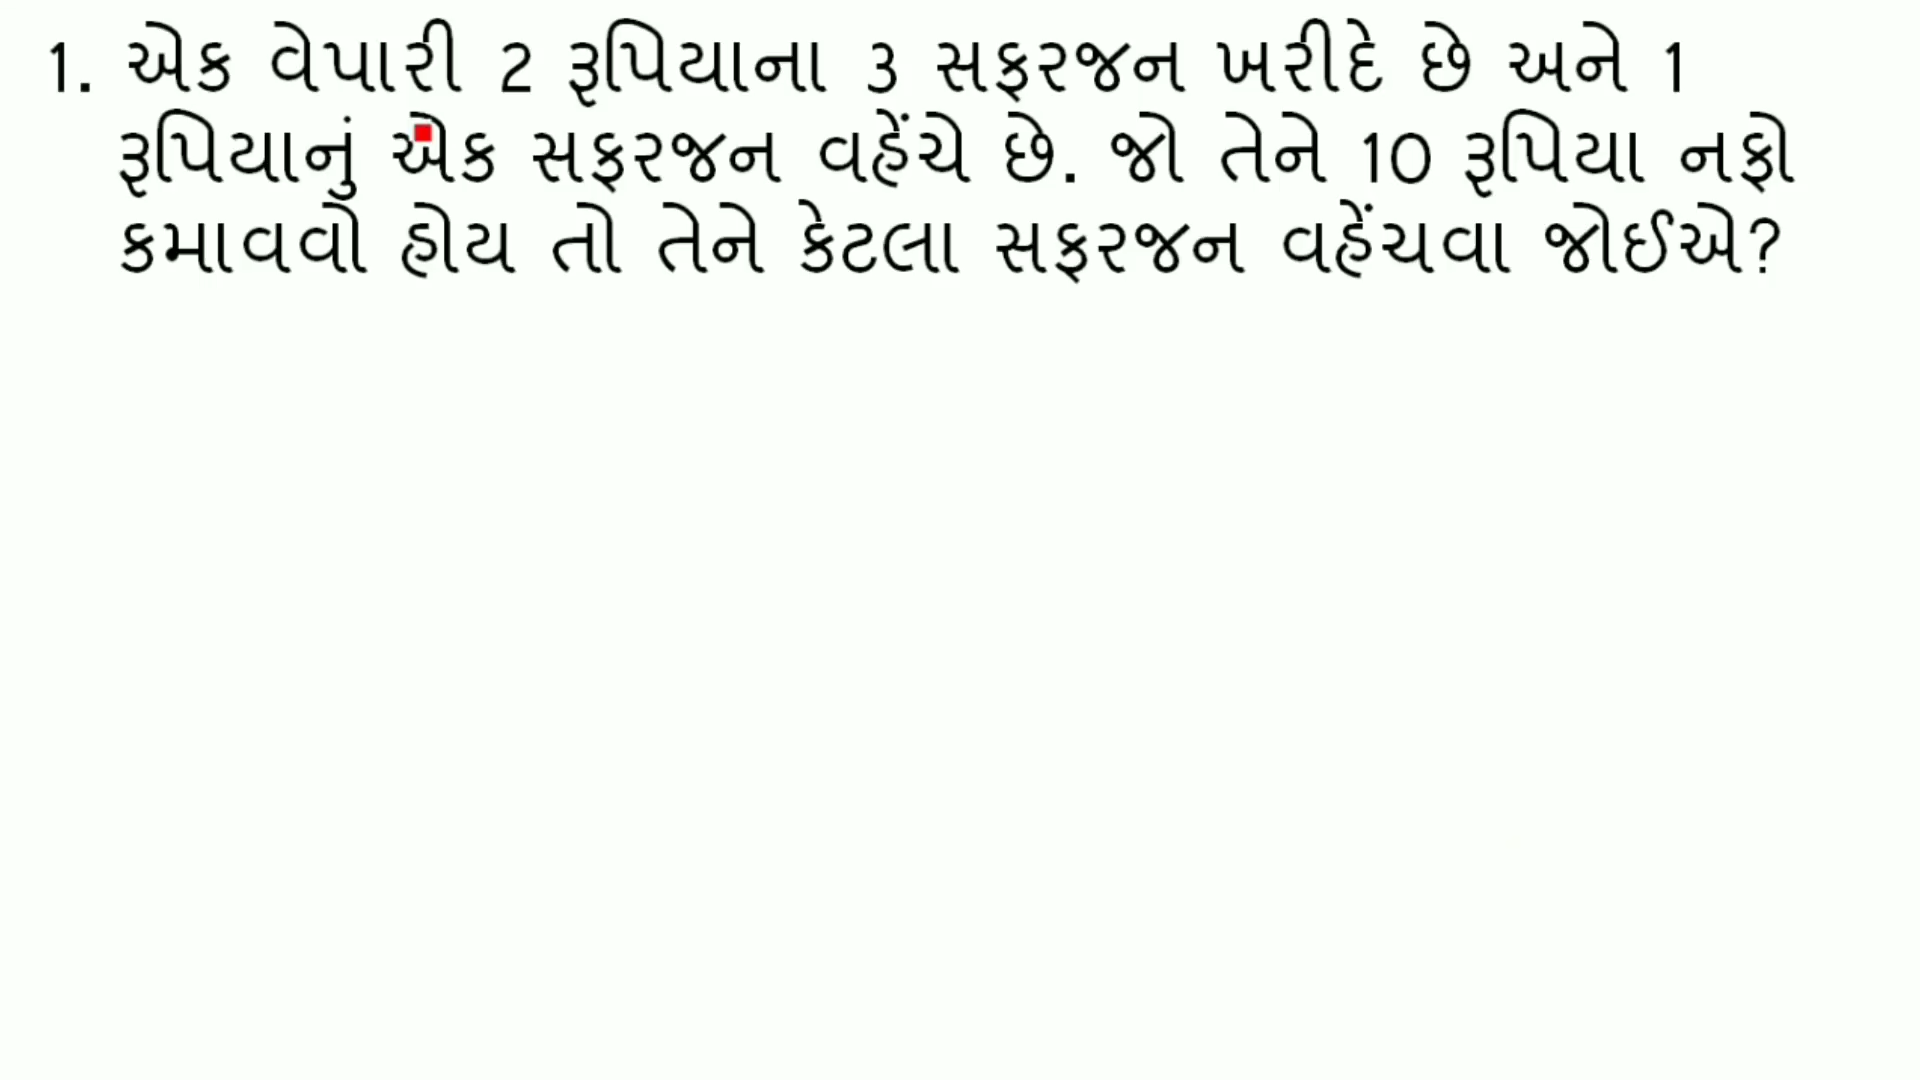 1. એક વેપારી 2 રૂપિયાના 3 સફરજન ખરીદે છે અને 1
રૂપિયાનું એક સફરજન વહેંચે છે. જો તેને 10 રૂપિયા નફો
કમાવવો હોય તો તેને કેટલા સફરજન વહેંચવા જોઈએ?